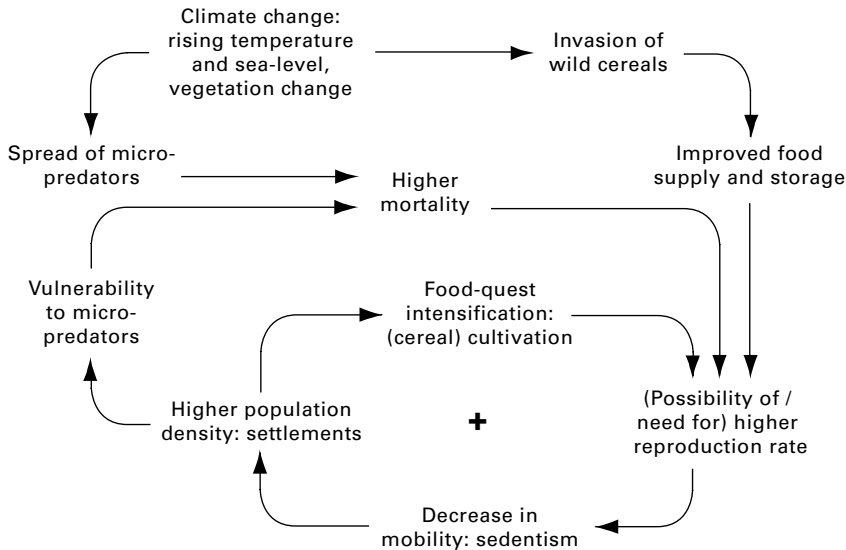 Climate change:
rising temperature
and sea-level,
vegetation change
Invasion of
wild cereals
Spread of micro-
predators
Improved food
supply and storage
Higher
mortality
Vulnerability
to micro-
predators
Food-quest
intensification:
(cereal) cultivation
Higher population
density: settlements
+
(Possibility of /
need for) higher
reproduction rate
Decrease in
mobility: sedentism